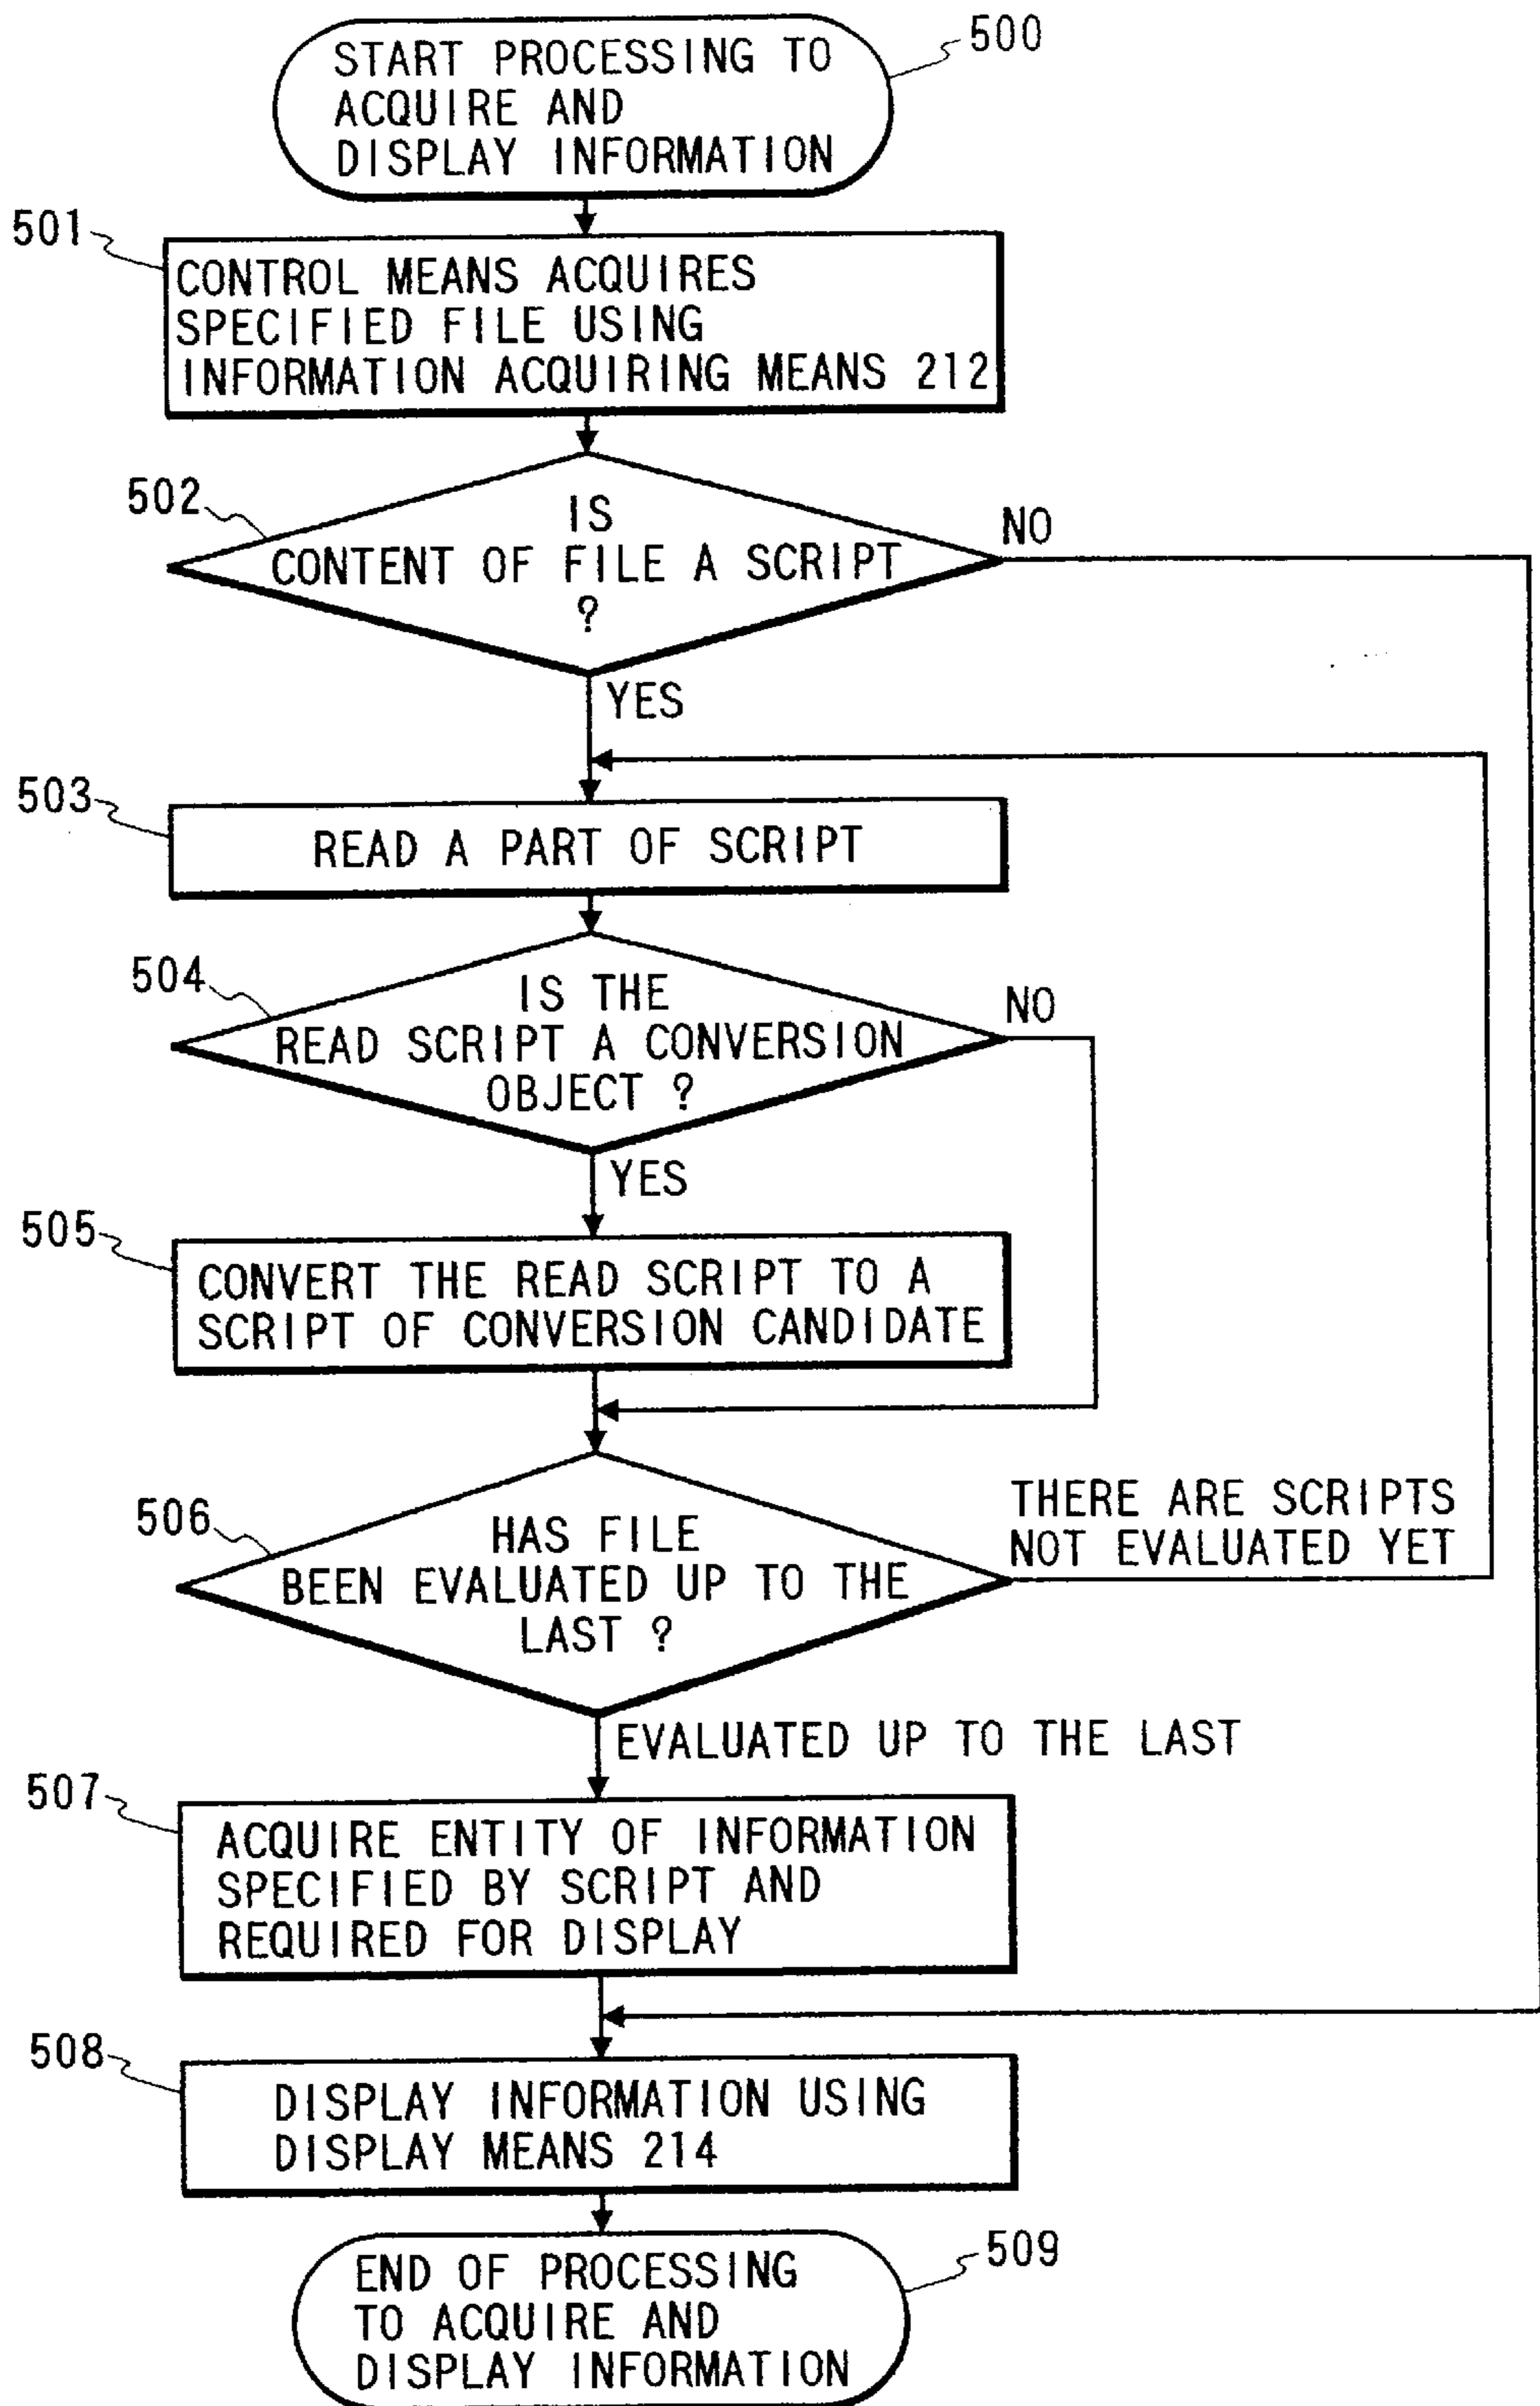 START PROCESSING TO
ACQUIRE AND
DISPLAY INFORMATION
500
501
CONTROL MEANS ACQUIRES
SPECIFIED FILE USING
INFORMATION ACQUIRING MEANS 212
502
IS
CONTENT OF FILE A SCRIPT
?
NO
YES
503
READ A PART OF SCRIPT
504
IS THE
READ SCRIPT A CONVERSION
OBJECT ?
NO
YES
505
CONVERT THE READ SCRIPT TO A
SCRIPT OF CONVERSION CANDIDATE
506
HAS FILE
BEEN EVALUATED UP TO THE
LAST ?
THERE ARE SCRIPTS
NOT EVALUATED YET
EVALUATED UP TO THE LAST
507
ACQUIRE ENTITY OF INFORMATION
SPECIFIED BY SCRIPT AND
REQUIRED FOR DISPLAY
508
DISPLAY INFORMATION USING
DISPLAY MEANS 214
END OF PROCESSING
TO ACQUIRE AND
DISPLAY INFORMATION
509